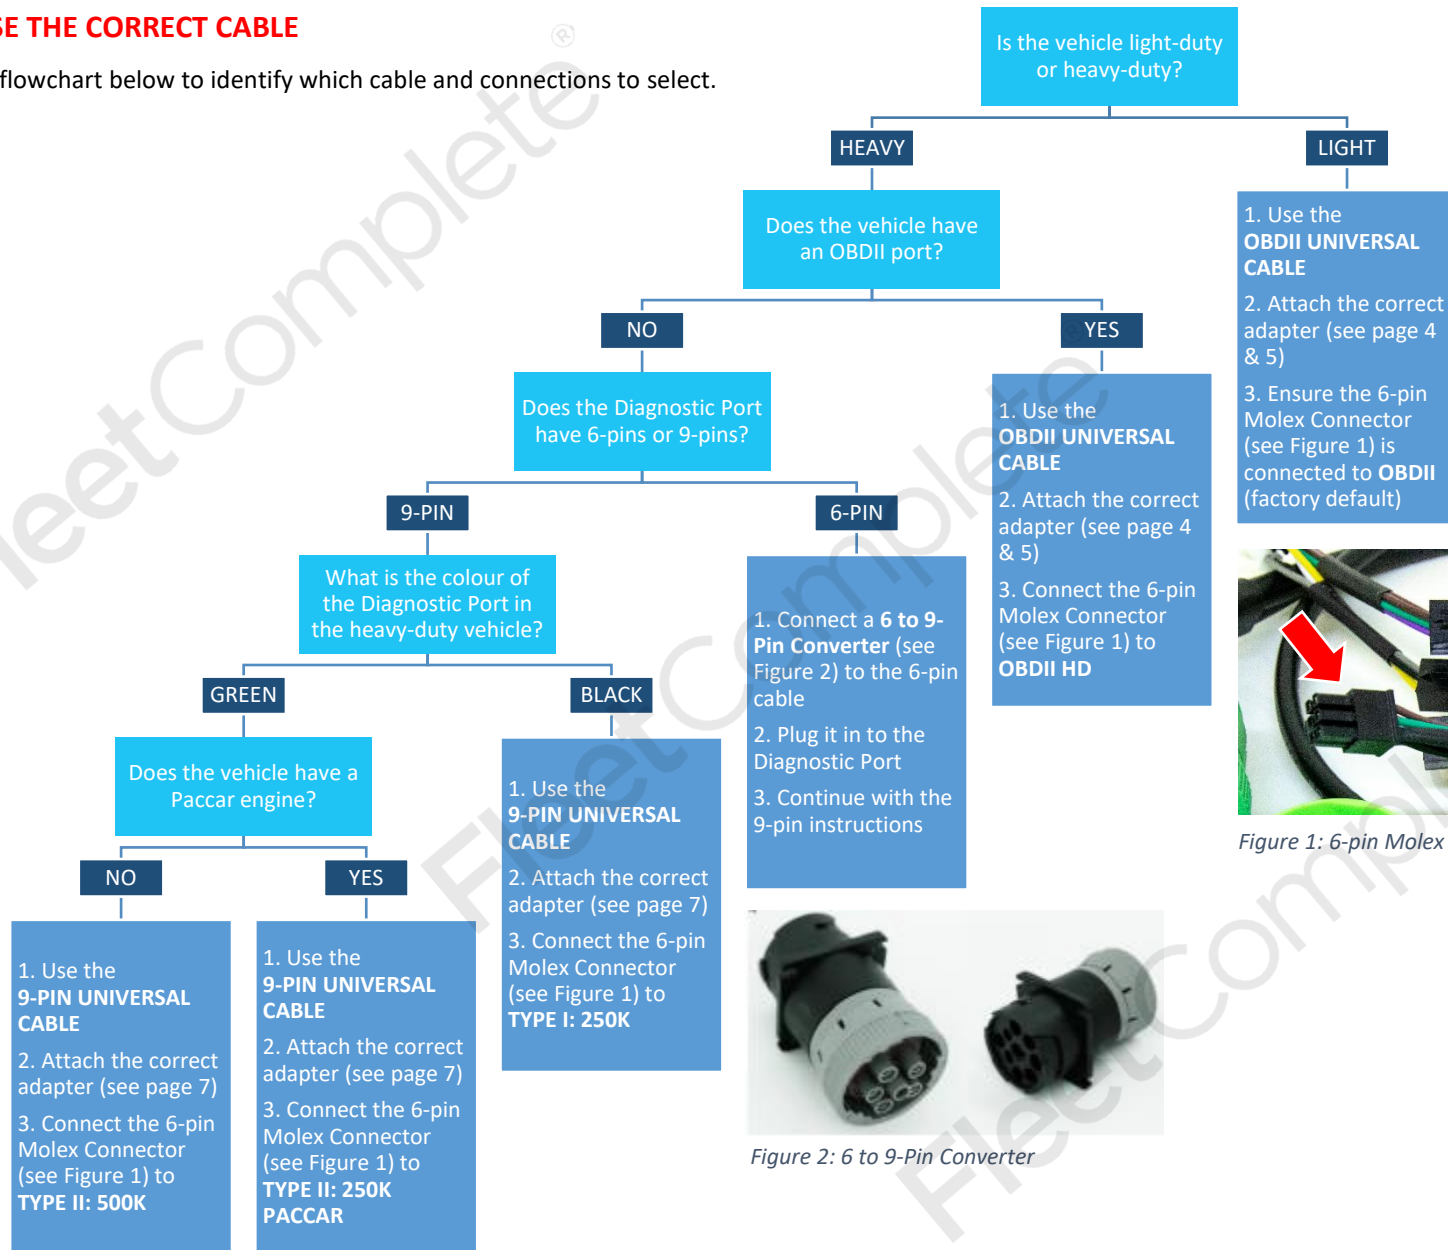 SE THE CORRECT CABLE
flowchart below to identify which cable and connections to select.
Is the vehicle light-duty
or heavy-duty?
HEAVY
LIGHT
Does the vehicle have
an OBDII port?
1. Use the
OBDII UNIVERSAL
CABLE
2. Attach the correct
adapter (see page 4
& 5)
3. Ensure the 6-pin
Molex Connector
(see Figure 1) is
connected to OBDII
(factory default)
NO
YES
Does the Diagnostic Port
have 6-pins or 9-pins?
1. Use the
OBDII UNIVERSAL
CABLE
2. Attach the correct
adapter (see page 4
& 5)
3. Connect the 6-pin
Molex Connector
(see Figure 1) to
OBDII HD
9-PIN
6-PIN
What is the colour of
the Diagnostic Port in
the heavy-duty vehicle?
1. Connect a 6 to 9-
Pin Converter (see
Figure 2) to the 6-pin
cable
2. Plug it in to the
Diagnostic Port
3. Continue with the
9-pin instructions
GREEN
BLACK
Does the vehicle have a
Paccar engine?
1. Use the
9-PIN UNIVERSAL
CABLE
2. Attach the correct
adapter (see page 7)
3. Connect the 6-pin
Molex Connector
(see Figure 1) to
TYPE I: 250K
NO
YES
1. Use the
9-PIN UNIVERSAL
CABLE
2. Attach the correct
adapter (see page 7)
3. Connect the 6-pin
Molex Connector
(see Figure 1) to
TYPE II: 500K
1. Use the
9-PIN UNIVERSAL
CABLE
2. Attach the correct
adapter (see page 7)
3. Connect the 6-pin
Molex Connector
(see Figure 1) to
TYPE II: 250K
PACCAR
Figure 1: 6-pin Molex
Figure 2: 6 to 9-Pin Converter
FleetComplete®
FleetComplete®
FleetComplete